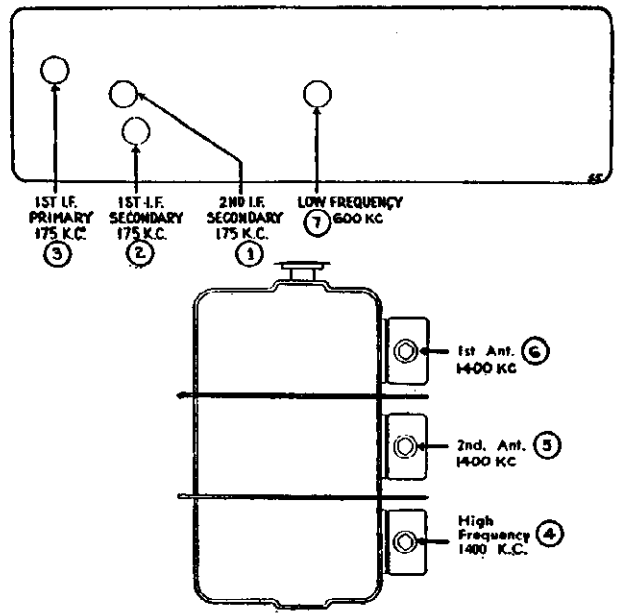 1ST I.F.
PRIMARY
175 K.C.
3
1ST I.F.
SECONDARY
175 K.C.
2
2ND I.F.
SECONDARY
175 K.C.
1
LOW FREQUENCY
7 600 KC
1st Ant. 6
1400 KC
2nd. Ant. 5
1400 KC
High
Frequency 4
1400 K.C.